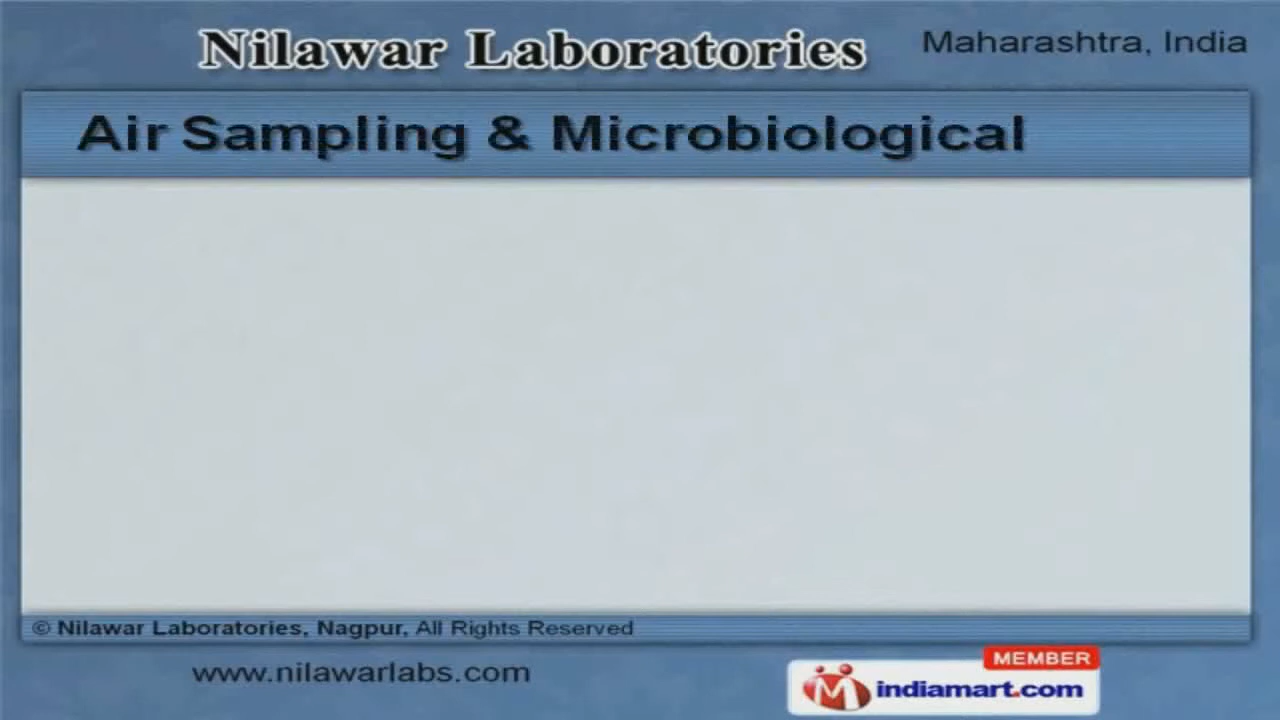 Nilawar Laboratories
Maharashtra, India
Air Sampling & Microbiological
© Nilawar Laboratories, Nagpur, All Rights Reserved
www.nilawarlabs.com
MEMBER
indiamart.com